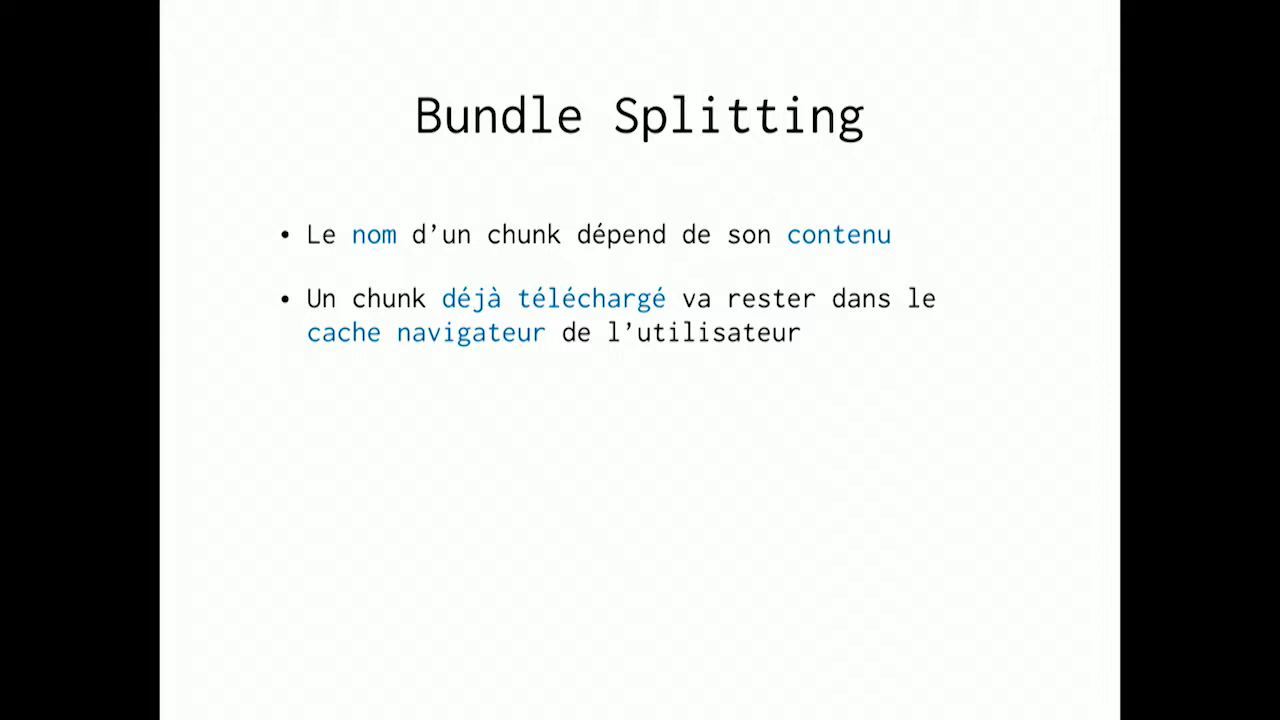 Bundle Splitting
• Le nom d’un chunk dépend de son contenu
• Un chunk déjà téléchargé va rester dans le
cache navigateur de l’utilisateur